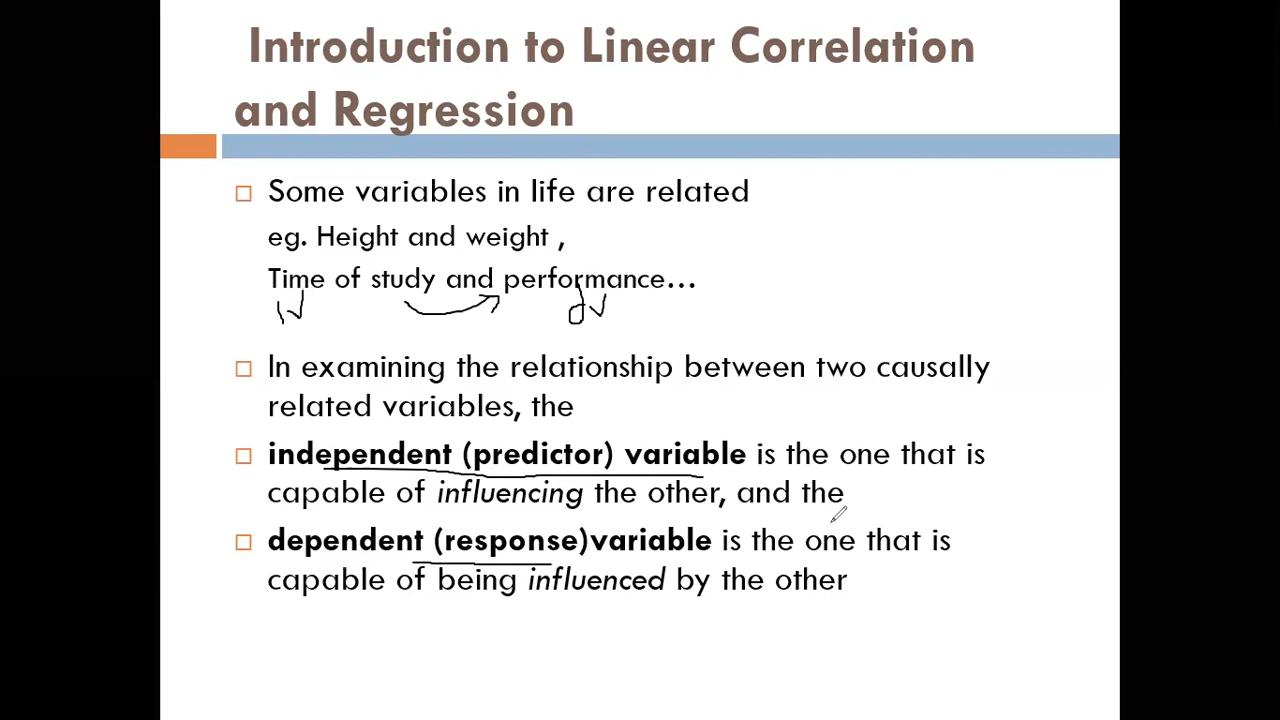 Introduction to Linear Correlation
and Regression
Some variables in life are related
eg. Height and weight ,
Time of study and performance...
IV dv
In examining the relationship between two causally
related variables, the
independent (predictor) variable is the one that is
capable of influencing the other, and the
dependent (response)variable is the one that is
capable of being influenced by the other